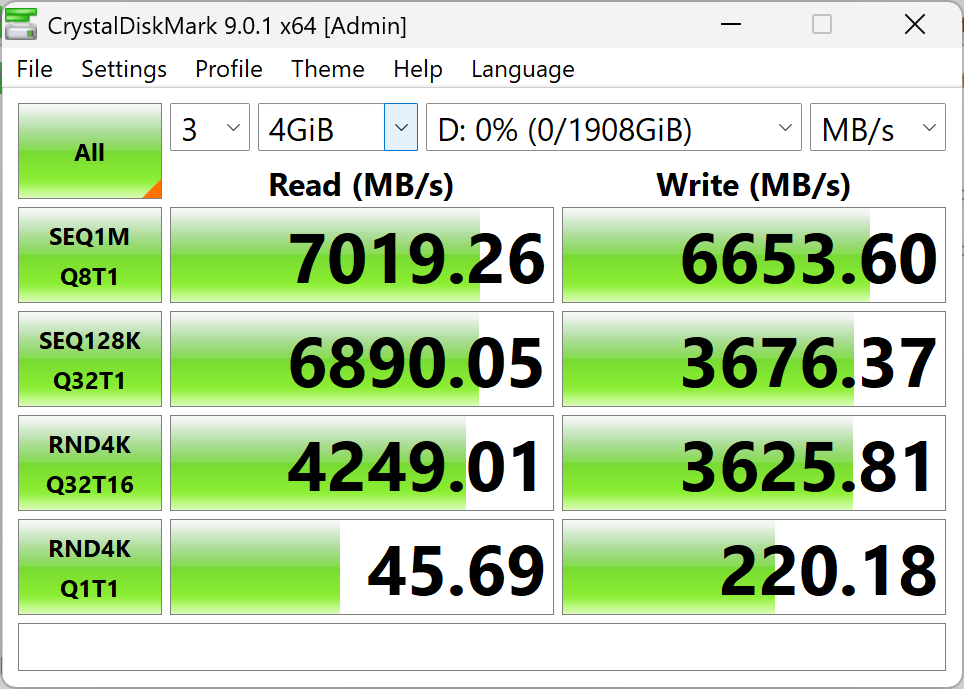 CrystalDiskMark 9.0.1 x64 [Admin]
File Settings Profile Theme Help Language
All 3 4GiB D: 0% (0/1908GiB) MB/s
Read (MB/s) Write (MB/s)
SEQ1M
Q8T1 7019.26 6653.60
SEQ128K
Q32T1 6890.05 3676.37
RND4K
Q32T16 4249.01 3625.81
RND4K
Q1T1 45.69 220.18